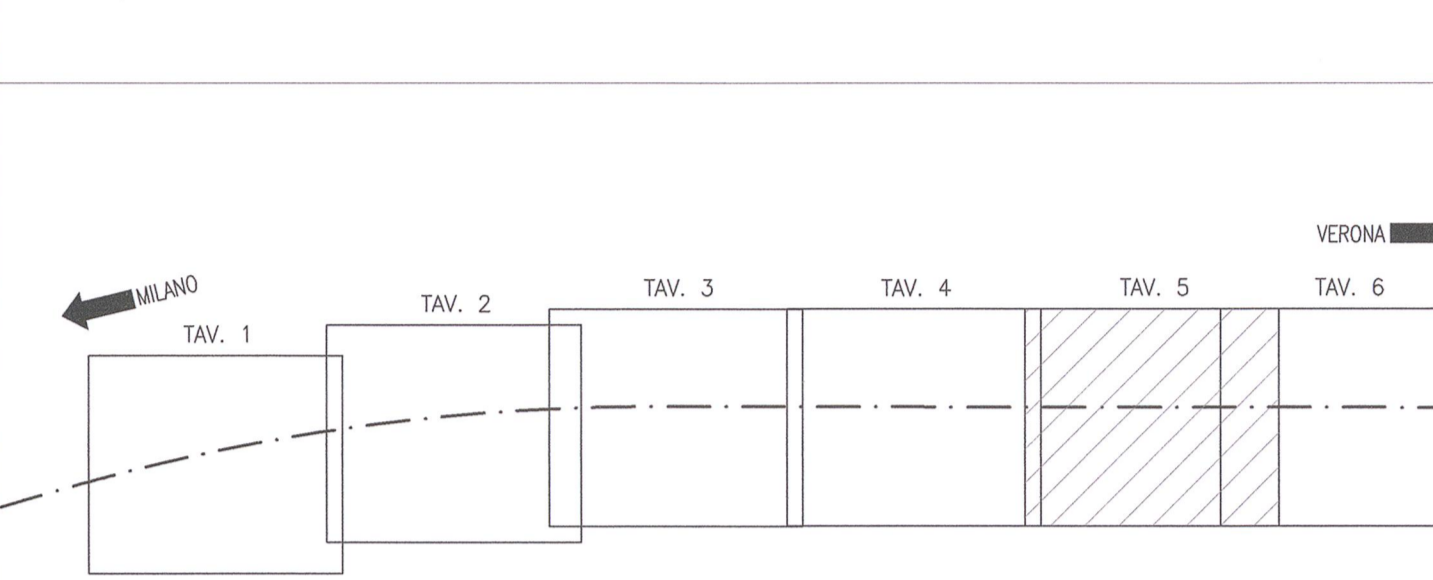 VERONA
MILANO
TAV. 1
TAV. 2
TAV. 3
TAV. 4
TAV. 5
TAV. 6